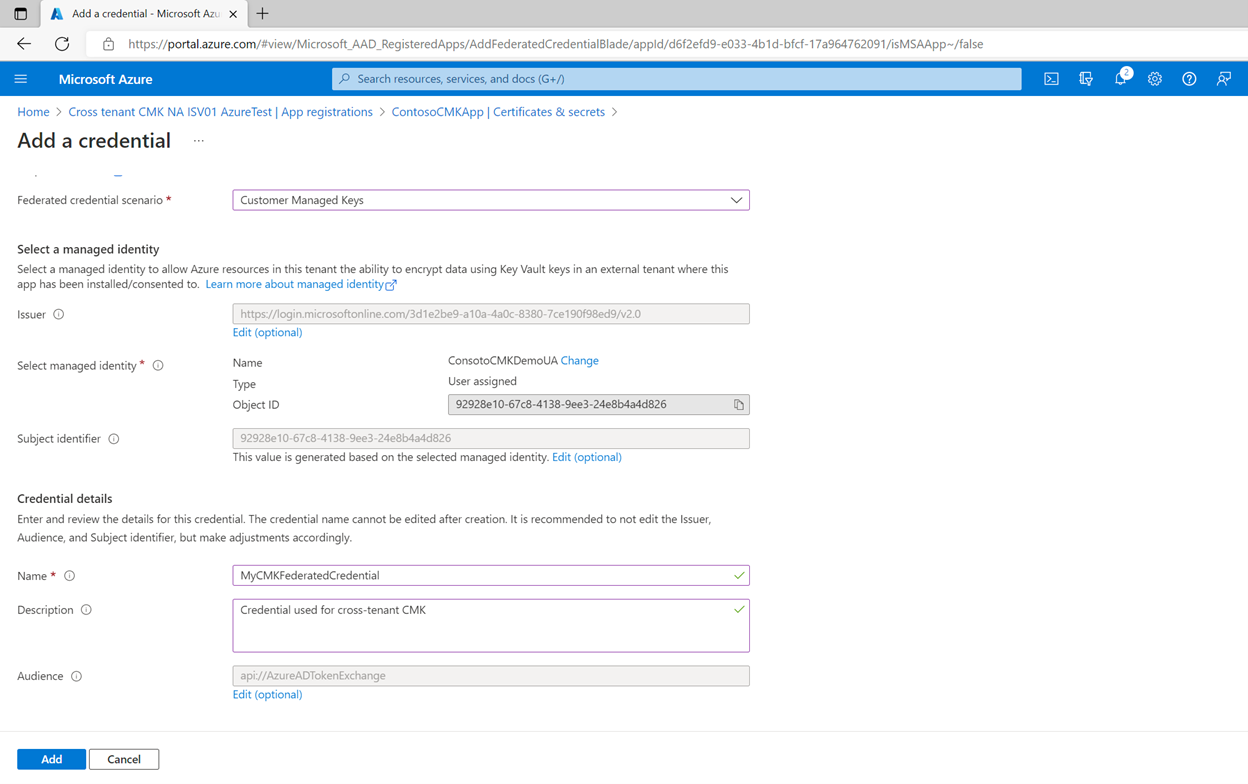 Add a credential - Microsoft Azu
https://portal.azure.com/#view/Microsoft_AAD_RegisteredApps/AddFederatedCredentialBlade/appId/d6f2efd9-e033-4b1d-bfcf-17a964762091/isMSAApp~/false
Microsoft Azure
Search resources, services, and docs (G+/)
2
Home > Cross tenant CMK NA ISV01 AzureTest | App registrations > ContosoCMKApp | Certificates & secrets >
Add a credential ...
Federated credential scenario * Customer Managed Keys
Select a managed identity
Select a managed identity to allow Azure resources in this tenant the ability to encrypt data using Key Vault keys in an external tenant where this
app has been installed/consented to. Learn more about managed identity
Issuer https://login.microsoftonline.com/3d1e2be9-a10a-4a0c-8380-7ce190f98ed9/v2.0
Edit (optional)
Select managed identity * Name ConsotoCMKDemoUA Change
Type User assigned
Object ID 92928e10-67c8-4138-9ee3-24e8b4a4d826
Subject identifier 92928e10-67c8-4138-9ee3-24e8b4a4d826
This value is generated based on the selected managed identity. Edit (optional)
Credential details
Enter and review the details for this credential. The credential name cannot be edited after creation. It is recommended to not edit the Issuer,
Audience, and Subject identifier, but make adjustments accordingly.
Name * MyCMKFederatedCredential
Description Credential used for cross-tenant CMK
Audience api://AzureADTokenExchange
Edit (optional)
Add Cancel